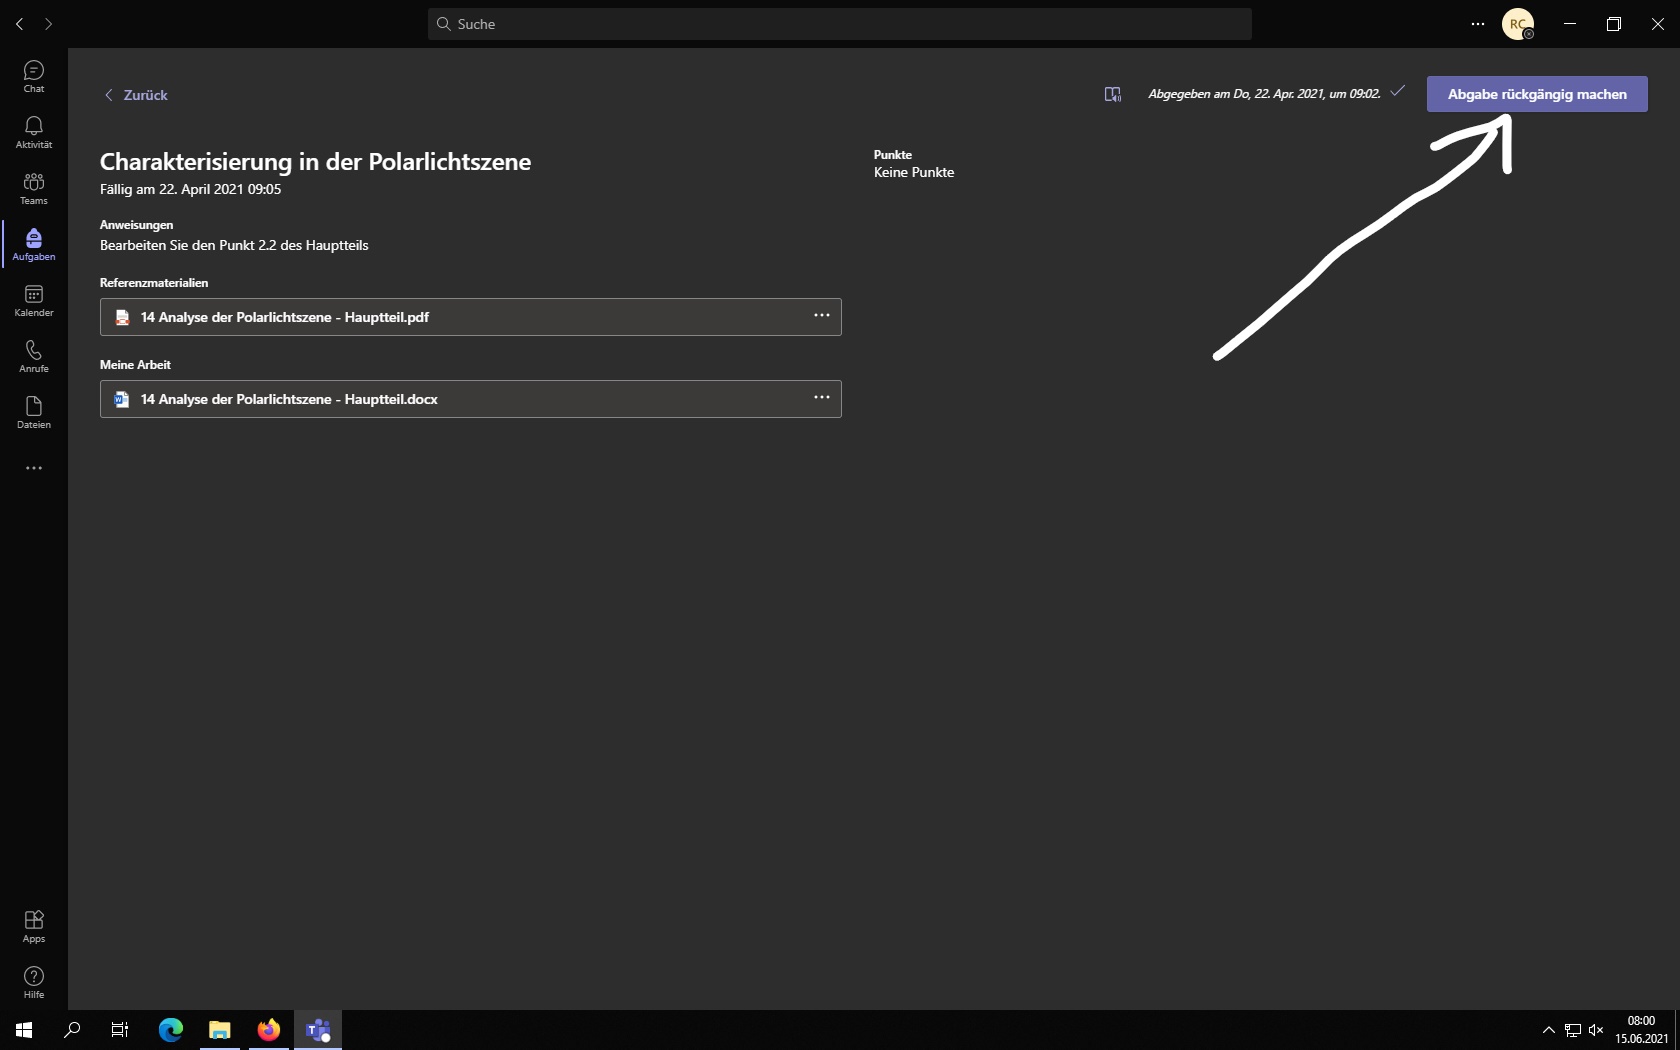 Suche
RC
Chat
Aktivität
Teams
Aufgaben
Kalender
Anrufe
Dateien
Apps
Hilfe
Zurück
Abgegeben am Do, 22. Apr. 2021, um 09:02.
Abgabe rückgängig machen
Charakterisierung in der Polarlichtszene
Fällig am 22. April 2021 09:05
Anweisungen
Bearbeiten Sie den Punkt 2.2 des Hauptteils
Referenzmaterialien
14 Analyse der Polarlichtszene - Hauptteil.pdf
Meine Arbeit
14 Analyse der Polarlichtszene - Hauptteil.docx
Punkte
Keine Punkte
08:00
15.06.2021